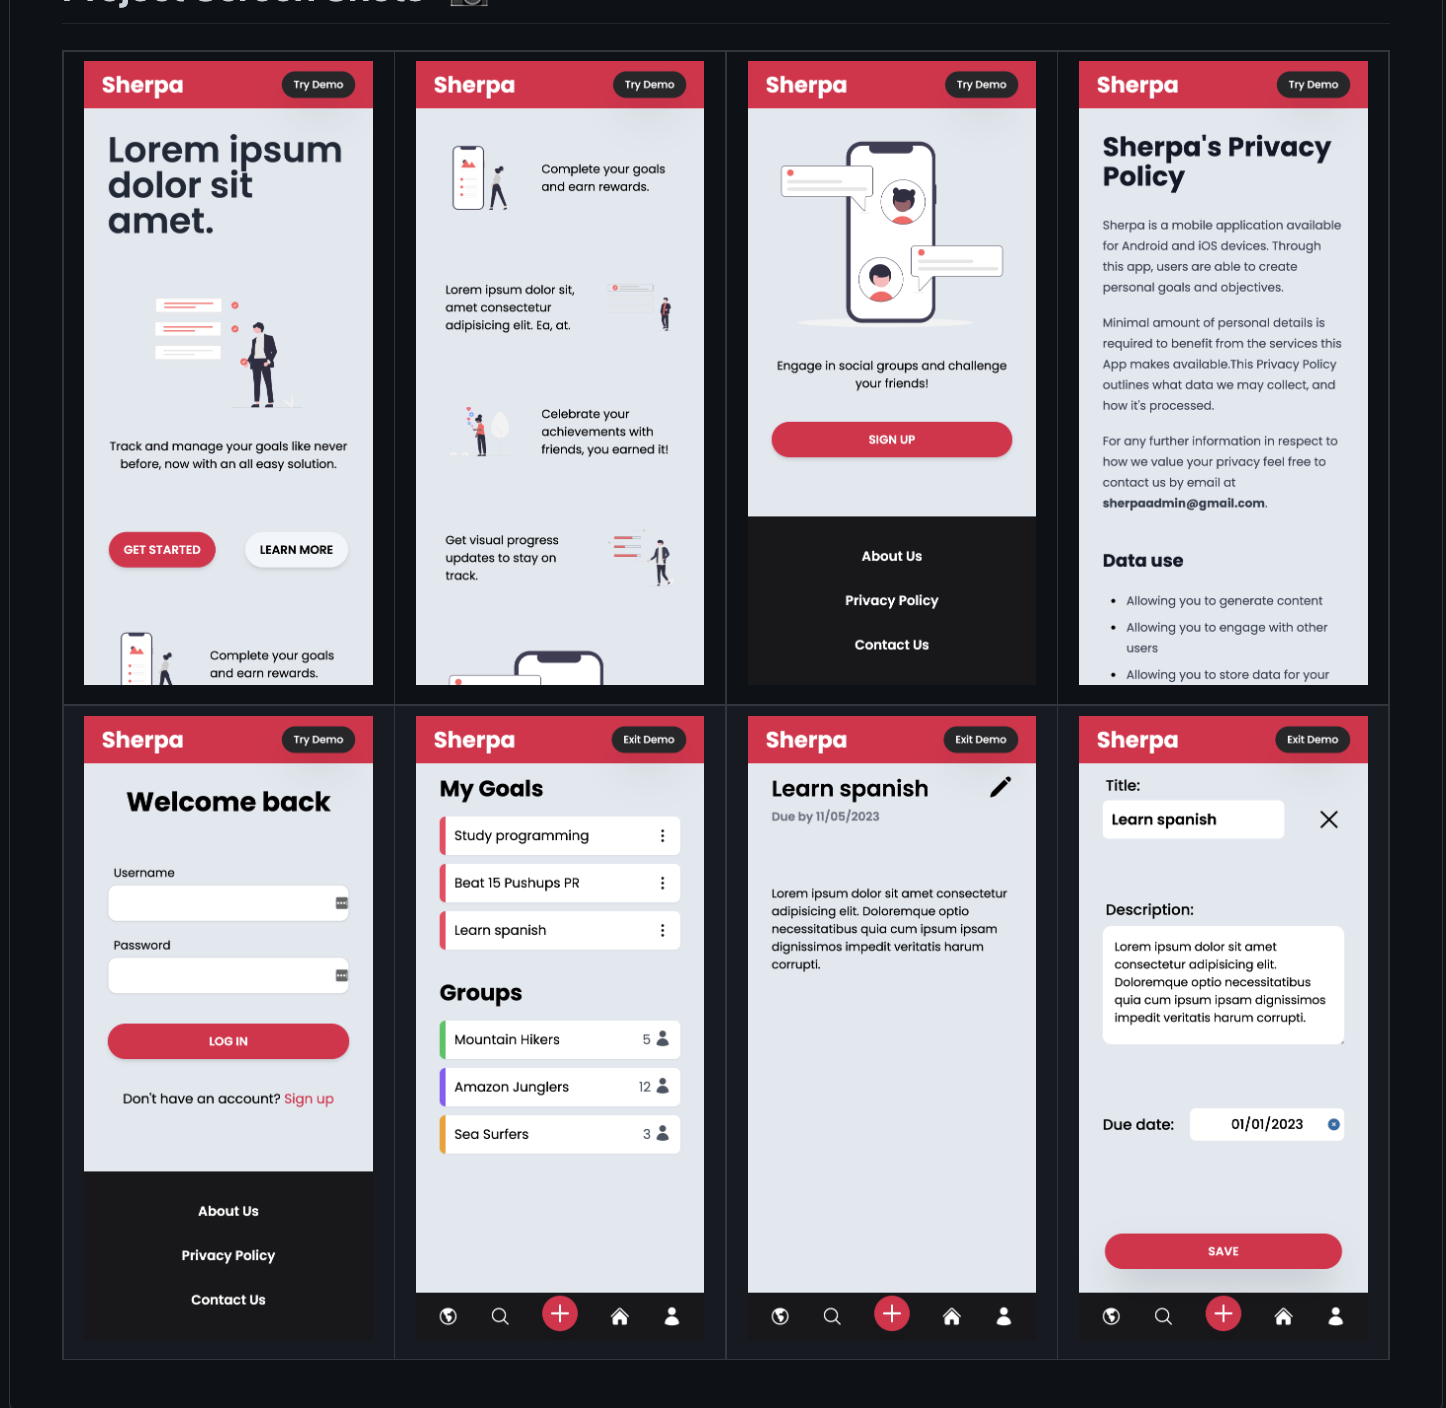 Project Screen Shots
Sherpa
Try Demo
Lorem ipsum
dolor sit
amet.
Track and manage your goals like never
before, now with an all easy solution.
GET STARTED
LEARN MORE
Complete your goals
and earn rewards.
Sherpa
Try Demo
Complete your goals
and earn rewards.
Lorem ipsum dolor sit,
amet consectetur
adipisicing elit. Ea, at.
Celebrate your
achievements with
friends, you earned it!
Get visual progress
updates to stay on
track.
Sherpa
Try Demo
Engage in social groups and challenge
your friends!
SIGN UP
About Us
Privacy Policy
Contact Us
Sherpa
Try Demo
Sherpa's Privacy
Policy
Sherpa is a mobile application available
for Android and iOS devices. Through
this app, users are able to create
personal goals and objectives.
Minimal amount of personal details is
required to benefit from the services this
App makes available.This Privacy Policy
outlines what data we may collect, and
how it's processed.
For any further information in respect to
how we value your privacy feel free to
contact us by email at
sherpaadmin@gmail.com.
Data use
• Allowing you to generate content
• Allowing you to engage with other
users
• Allowing you to store data for your
Sherpa
Try Demo
Welcome back
Username
Password
LOG IN
Don't have an account? Sign up
About Us
Privacy Policy
Contact Us
Sherpa
Exit Demo
My Goals
Study programming
Beat 15 Pushups PR
Learn spanish
Groups
Mountain Hikers 5
Amazon Junglers 12
Sea Surfers 3
Sherpa
Exit Demo
Learn spanish
Due by 11/05/2023
Lorem ipsum dolor sit amet consectetur
adipisicing elit. Doloremque optio
necessitatibus quia cum ipsum ipsam
dignissimos impedit veritatis harum
corrupti.
Sherpa
Exit Demo
Title:
Learn spanish
Description:
Lorem ipsum dolor sit amet
consectetur adipisicing elit.
Doloremque optio necessitatibus
quia cum ipsum ipsam dignissimos
impedit veritatis harum corrupti.
Due date: 01/01/2023
SAVE